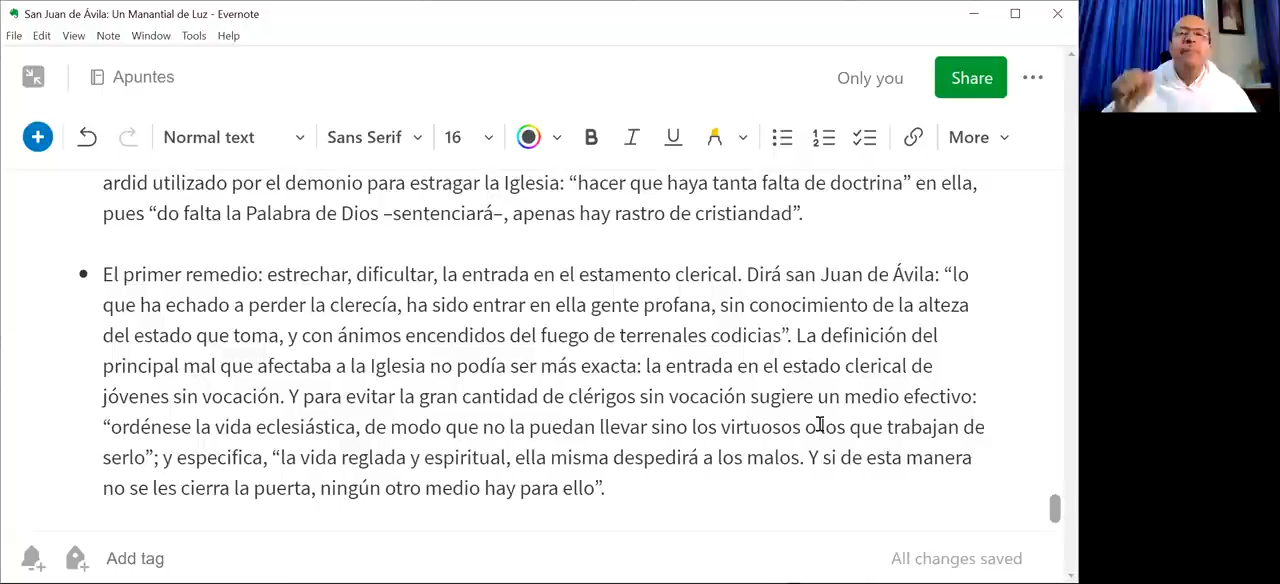 San Juan de Ávila: Un Manantial de Luz - Evernote
File Edit View Note Window Tools Help
Apuntes
Only you
Share
Normal text
Sans Serif
16
B I U
More
ardid utilizado por el demonio para estragar la Iglesia: “hacer que haya tanta falta de doctrina” en ella,
pues “do falta la Palabra de Dios –sentenciará–, apenas hay rastro de cristiandad”.
• El primer remedio: estrechar, dificultar, la entrada en el estamento clerical. Dirá san Juan de Ávila: “lo
que ha echado a perder la clerecía, ha sido entrar en ella gente profana, sin conocimiento de la alteza
del estado que toma, y con ánimos encendidos del fuego de terrenales codicias”. La definición del
principal mal que afectaba a la Iglesia no podía ser más exacta: la entrada en el estado clerical de
jóvenes sin vocación. Y para evitar la gran cantidad de clérigos sin vocación sugiere un medio efectivo:
“ordénese la vida eclesiástica, de modo que no la puedan llevar sino los virtuosos o los que trabajan de
serlo”; y especifica, “la vida reglada y espiritual, ella misma despedirá a los malos. Y si de esta manera
no se les cierra la puerta, ningún otro medio hay para ello”.
Add tag
All changes saved